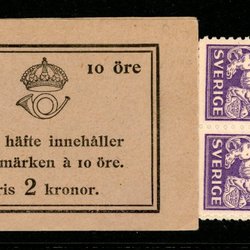 10 öre
häfte innehåller
märken à 10 öre.
ris 2 kronor.
SVERIGE
SVERIGE